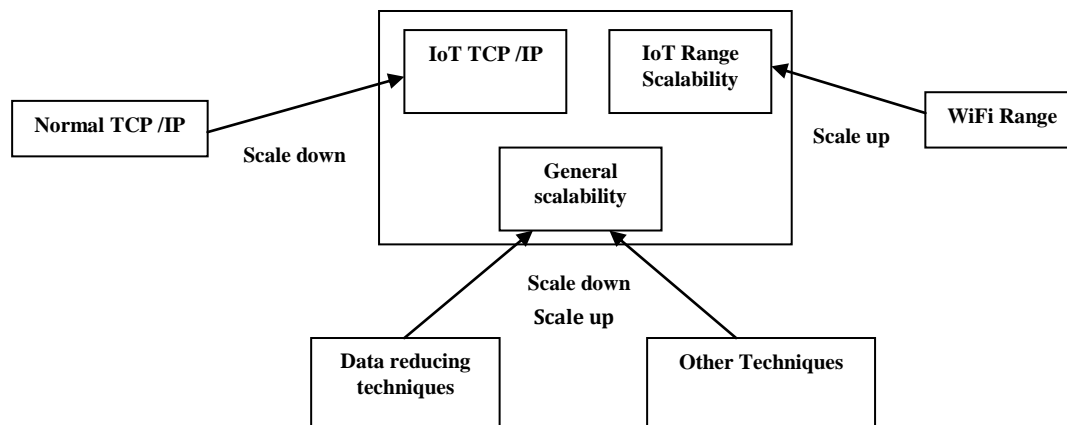 IoT TCP /IP
IoT Range
Scalability
Normal TCP /IP
WiFi Range
Scale down
Scale up
General
scalability
Scale down
Scale up
Data reducing
techniques
Other Techniques